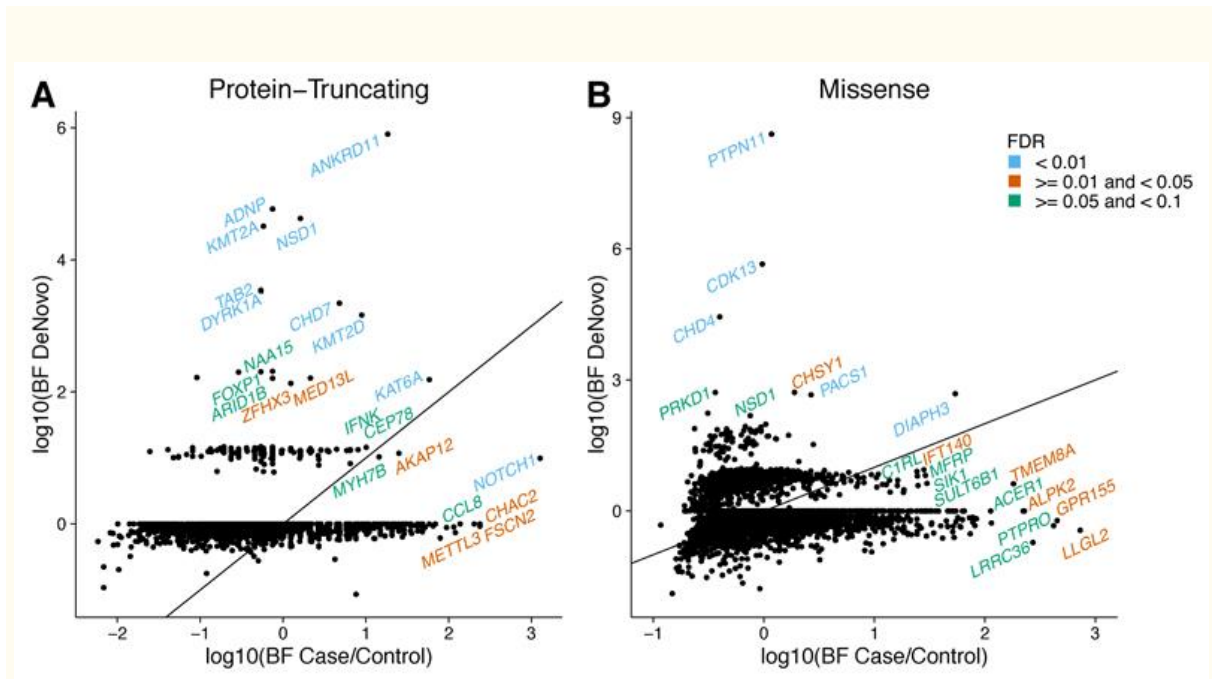 A
Protein-Truncating
log10(BF DeNovo)
6
4
2
0
ANKRD11
ADNP
KMT2A
NSD1
TAB2
DYRK1A
CHD7
KMT2D
NAA15
FOXP1
ARID1B
ZFHX3
MED13L
KAT6A
IFNK
CEP78
MYH7B
AKAP12
NOTCH1
CCL8
CHAC2
METTL3
FSCN2
−2
−1
0
1
2
3
log10(BF Case/Control)
B
Missense
log10(BF DeNovo)
9
6
3
0
PTPN11
CDK13
CHD4
CHSY1
PACS1
PRKD1
NSD1
DIAPH3
C1RL
IFT140
MFRP
SIK1
SULT6B1
TMEM8A
ACER1
ALPK2
GPR155
PTPRO
LRRC36
LLGL2
FDR
< 0.01
>= 0.01 and < 0.05
>= 0.05 and < 0.1
−1
0
1
2
3
log10(BF Case/Control)